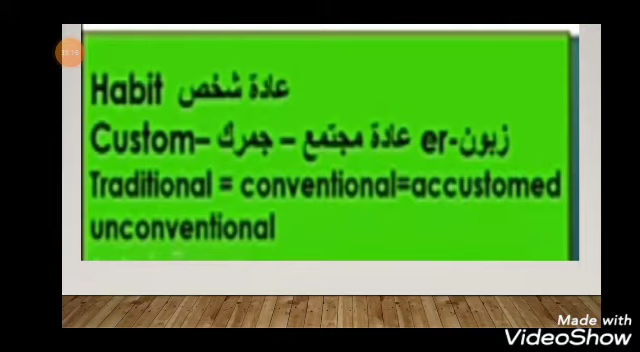 Habit عادة شخص
Custom– عادة مجتمع – جمرك er-زبون
Traditional = conventional=accustomed
unconventional
Made with
VideoShow